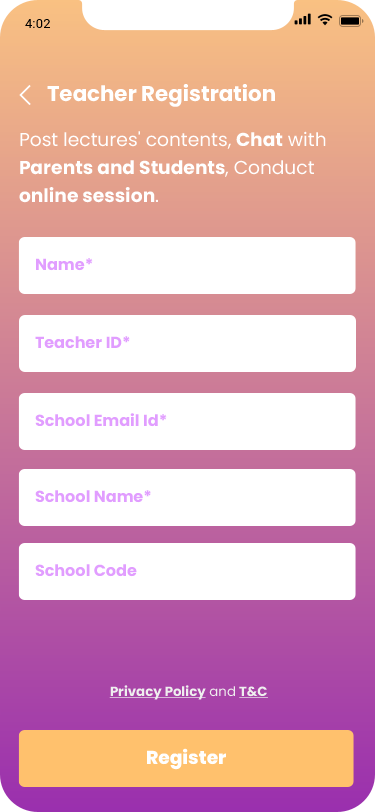 4:02
Teacher Registration
Post lectures' contents, Chat with
Parents and Students, Conduct
online session.
Name*
Teacher ID*
School Email Id*
School Name*
School Code
Privacy Policy and T&C
Register